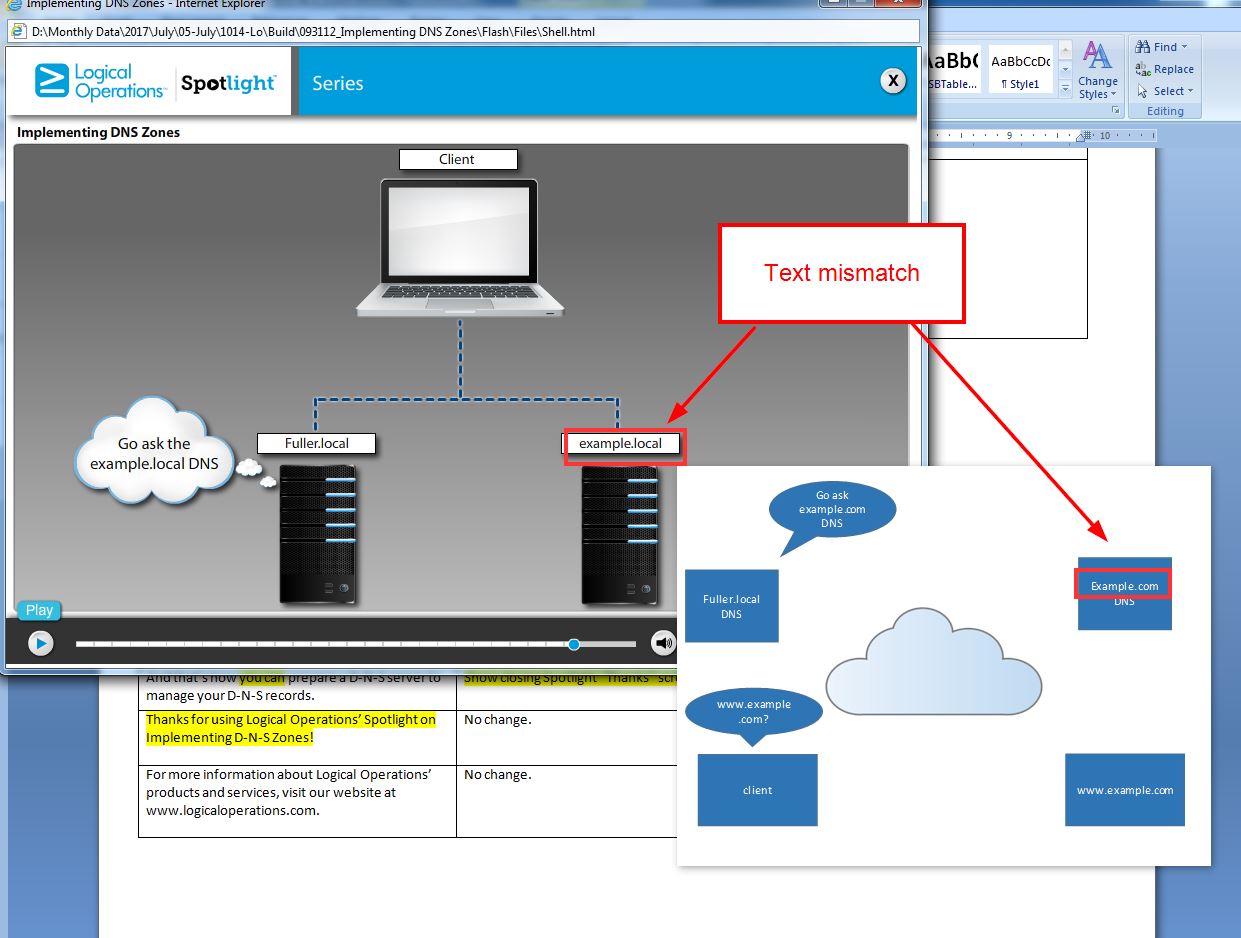 Implementing DNS Zones - Internet Explorer
D:\Monthly Data\2017\July\05-July\1014-Lo\Build\093112_Implementing DNS Zones\Flash\Files\Shell.html
Logical
Operations™
Spotlight™
Series
X
Implementing DNS Zones
AaBbCcDc
SBTable...
¶ Style1
Change
Styles
Find
Replace
Select
Editing
9
10
Client
Text mismatch
Go ask the
example.local DNS
Fuller.local
example.local
Play
Go ask
example.com
DNS
Fuller.local
DNS
Example.com
DNS
www.example
.com?
client
www.example.com
And that's how you can prepare a D-N-S server to
manage your D-N-S records.
Show closing Spotlight "Thanks"
Thanks for using Logical Operations' Spotlight on
Implementing D-N-S Zones!
No change.
For more information about Logical Operations'
products and services, visit our website at
www.logicaloperations.com.
No change.